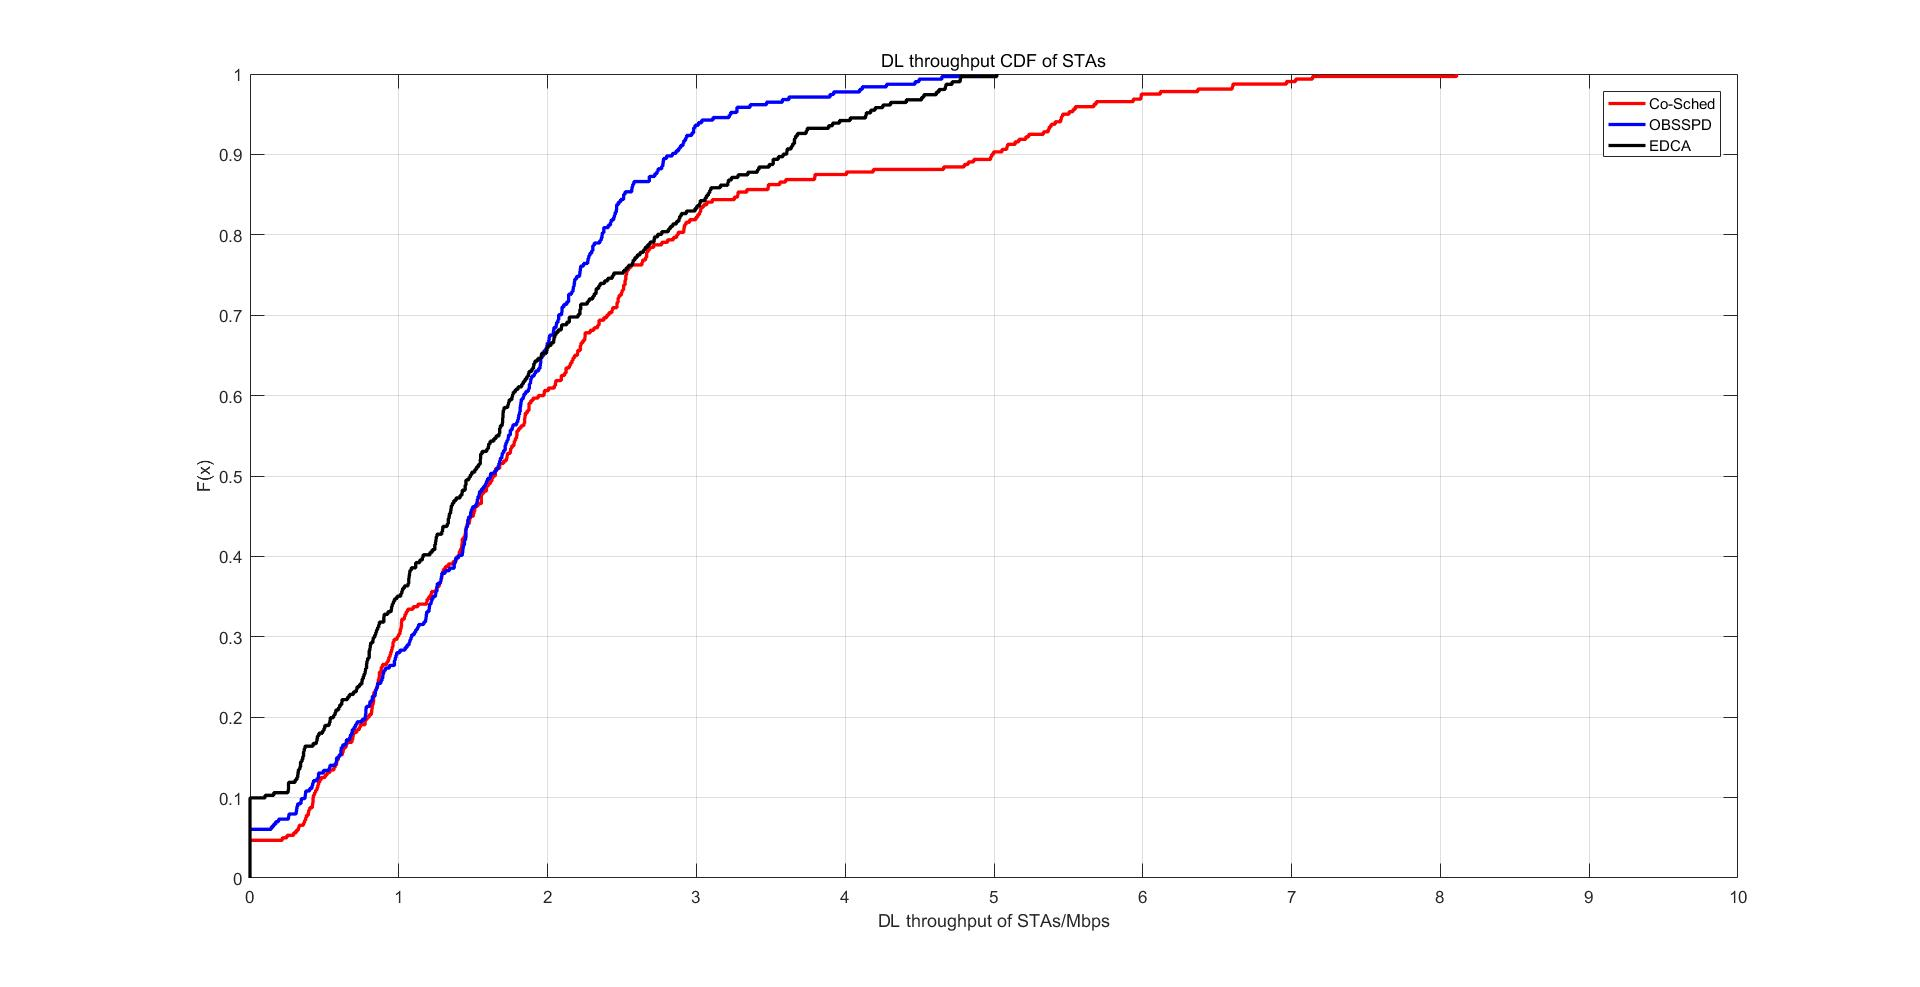 DL throughput CDF of STAs
1
0.9
0.8
0.7
0.6
0.5
0.4
0.3
0.2
0.1
0
F(x)
Co-Sched
OBSSPD
EDCA
0 1 2 3 4 5 6 7 8 9 10
DL throughput of STAs/Mbps